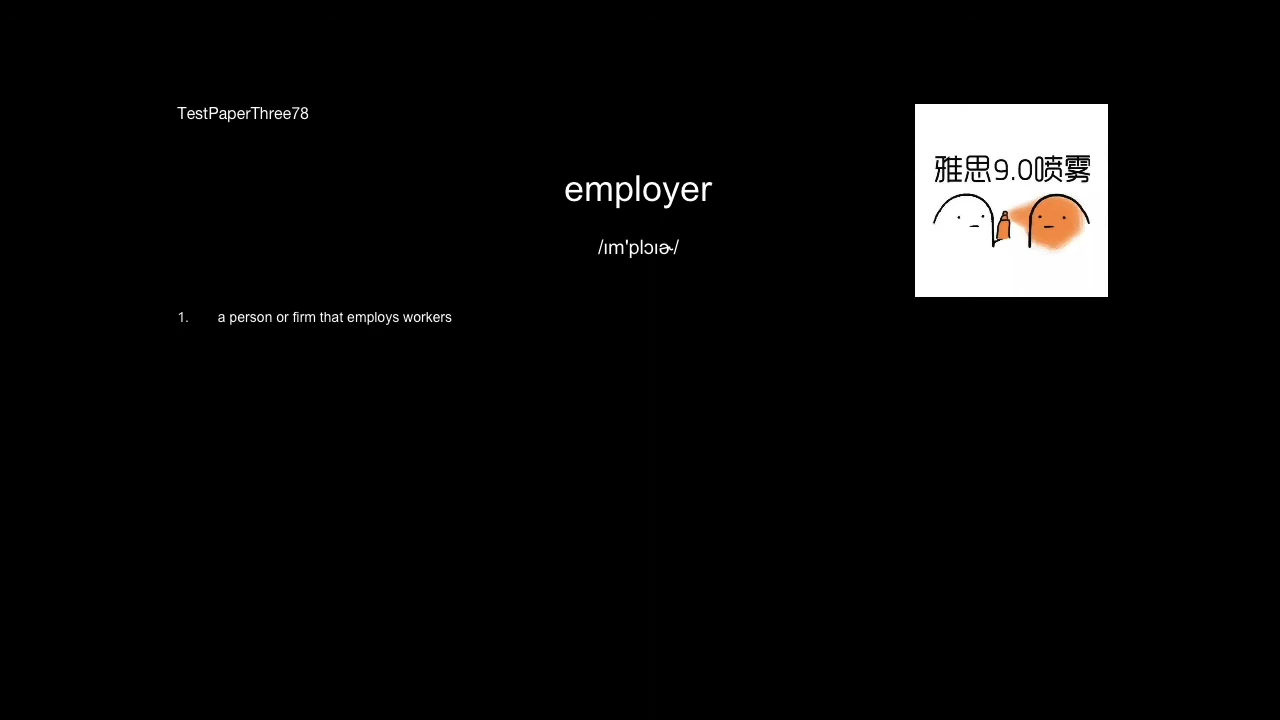 TestPaperThree78
雅思9.0喷雾
employer
/ɪm'plɔɪɚ/
1. a person or firm that employs workers